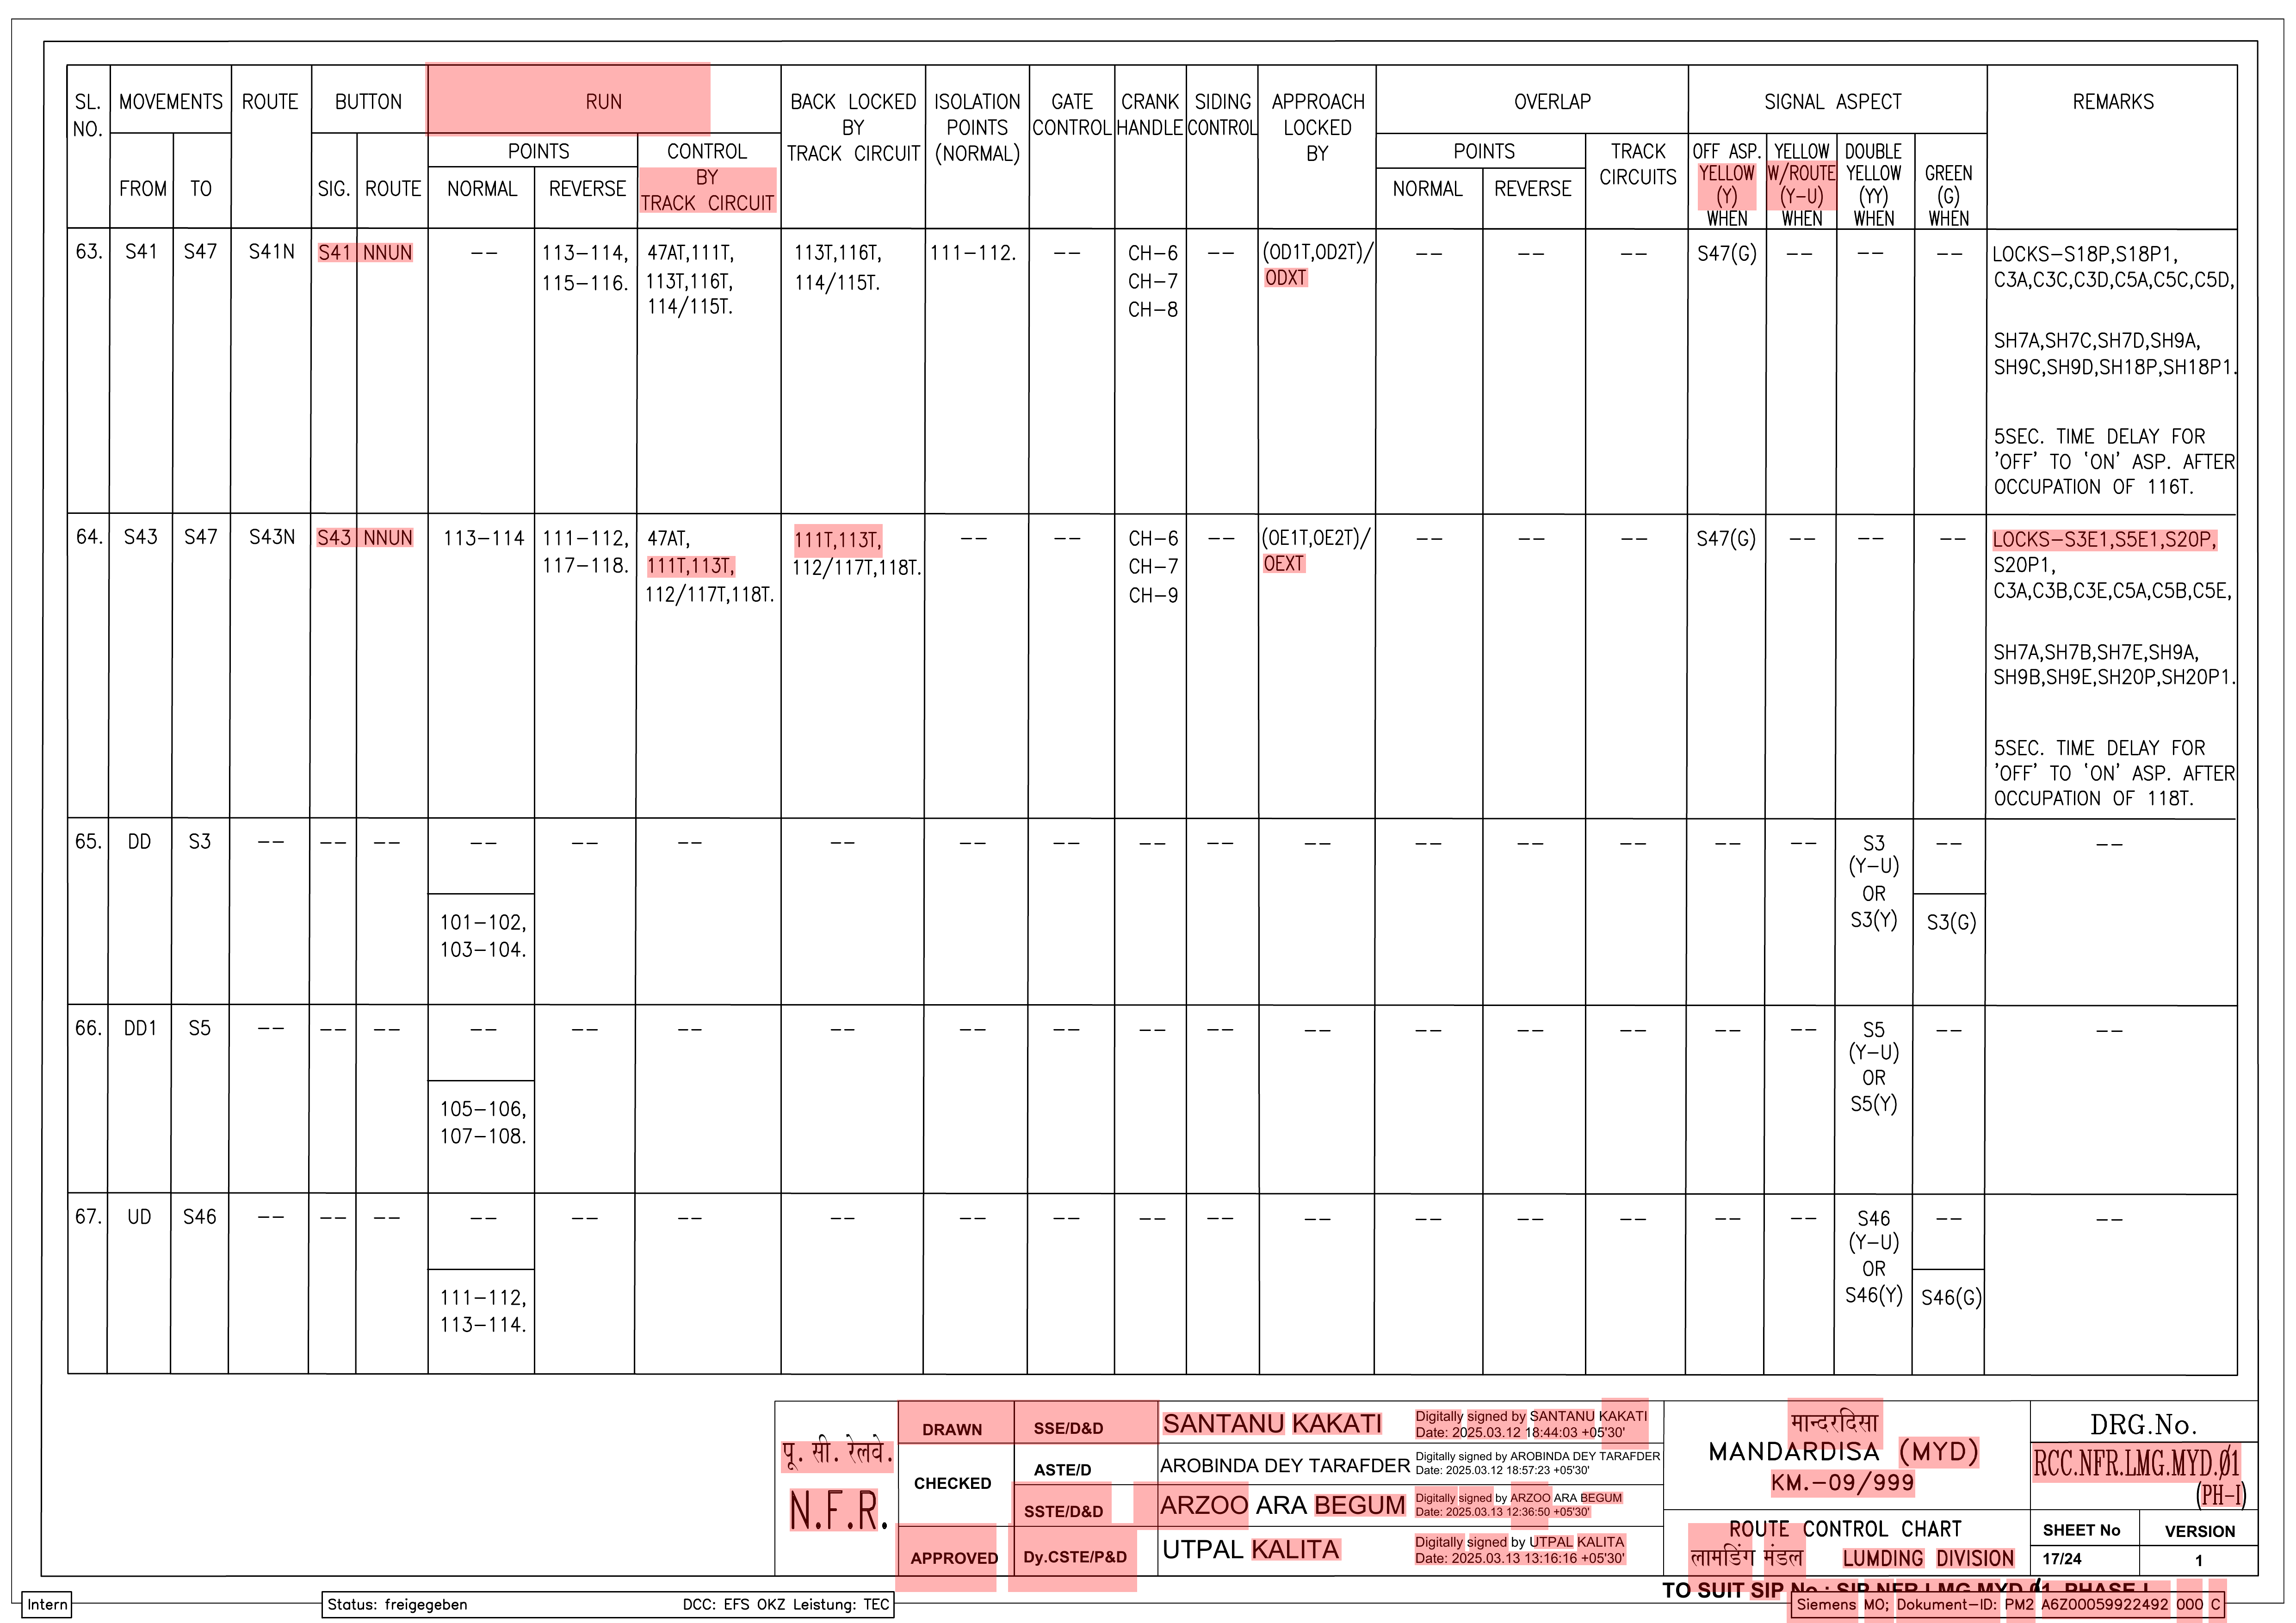 SL. NO. MOVEMENTS ROUTE BUTTON RUN BACK LOCKED BY TRACK CIRCUIT ISOLATION POINTS (NORMAL) GATE CONTROL CRANK HANDLE SIDING CONTROL APPROACH LOCKED BY OVERLAP SIGNAL ASPECT REMARKS
POINTS CONTROL BY TRACK CIRCUIT POINTS TRACK CIRCUITS OFF ASP. YELLOW (Y) WHEN YELLOW W/ROUTE (Y-U) WHEN DOUBLE YELLOW (YY) WHEN GREEN (G) WHEN
FROM TO SIG. ROUTE NORMAL REVERSE NORMAL REVERSE
63. S41 S47 S41N S41 NNUN -- 113-114, 47AT,111T, 113T,116T, 111-112. -- CH-6 -- (OD1T,OD2T)/ -- -- -- S47(G) -- -- -- LOCKS-S18P,S18P1,
115-116. 113T,116T, 114/115T. CH-7 ODXT C3A,C3C,C3D,C5A,C5C,C5D,
114/115T. CH-8
SH7A,SH7C,SH7D,SH9A,
SH9C,SH9D,SH18P,SH18P1.
5SEC. TIME DELAY FOR
'OFF' TO 'ON' ASP. AFTER
OCCUPATION OF 116T.
64. S43 S47 S43N S43 NNUN 113-114 111-112, 47AT, 111T,113T, -- -- CH-6 -- (OE1T,OE2T)/ -- -- -- S47(G) -- -- -- LOCKS-S3E1,S5E1,S20P,
117-118. 111T,113T, 112/117T,118T. CH-7 OEXT S20P1,
112/117T,118T. CH-9 C3A,C3B,C3E,C5A,C5B,C5E,
SH7A,SH7B,SH7E,SH9A,
SH9B,SH9E,SH20P,SH20P1.
5SEC. TIME DELAY FOR
'OFF' TO 'ON' ASP. AFTER
OCCUPATION OF 118T.
65. DD S3 -- -- -- -- -- -- -- -- -- -- -- -- -- -- -- -- -- S3 -- --
(Y-U)
OR
101-102, S3(Y) S3(G)
103-104.
66. DD1 S5 -- -- -- -- -- -- -- -- -- -- -- -- -- -- -- -- -- S5 -- --
(Y-U)
OR
105-106, S5(Y)
107-108.
67. UD S46 -- -- -- -- -- -- -- -- -- -- -- -- -- -- -- -- -- S46 -- --
(Y-U)
OR
111-112, S46(Y) S46(G)
113-114.
पू. सी. रेलवे.
N.F.R.
DRAWN SSE/D&D SANTANU KAKATI Digitally signed by SANTANU KAKATI
Date: 2025.03.12 18:44:03 +05'30'
CHECKED ASTE/D AROBINDA DEY TARAFDER Digitally signed by AROBINDA DEY TARAFDER
Date: 2025.03.12 18:57:23 +05'30'
SSTE/D&D ARZOO ARA BEGUM Digitally signed by ARZOO ARA BEGUM
Date: 2025.03.13 12:36:50 +05'30'
APPROVED Dy.CSTE/P&D UTPAL KALITA Digitally signed by UTPAL KALITA
Date: 2025.03.13 13:16:16 +05'30'
मान्दरदिसा
MANDARDISA (MYD)
KM.-09/999
ROUTE CONTROL CHART
लामडिंग मंडल LUMDING DIVISION
DRG.No.
RCC.NFR.LMG.MYD.Ø1
(PH-I)
SHEET No VERSION
17/24 1
TO SUIT SIP No.: SIP.NFR.LMG.MYD.Ø1, PHASE I
Intern Status: freigegeben DCC: EFS OKZ Leistung: TEC Siemens MO; Dokument-ID: PM2 A6Z00059922492 000 C